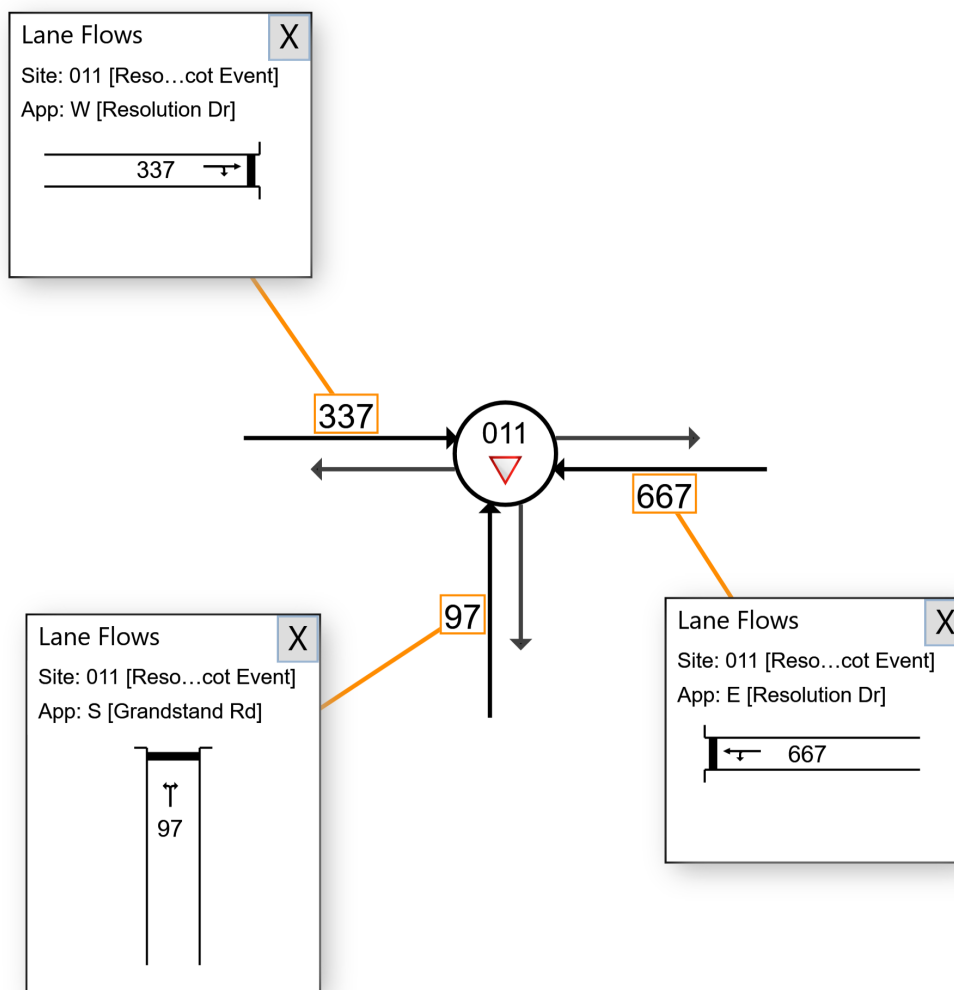 Lane Flows
X
Site: 011 [Reso...cot Event]
App: W [Resolution Dr]
337
337
011
667
97
Lane Flows
X
Site: 011 [Reso...cot Event]
App: S [Grandstand Rd]
97
Lane Flows
X
Site: 011 [Reso...cot Event]
App: E [Resolution Dr]
667